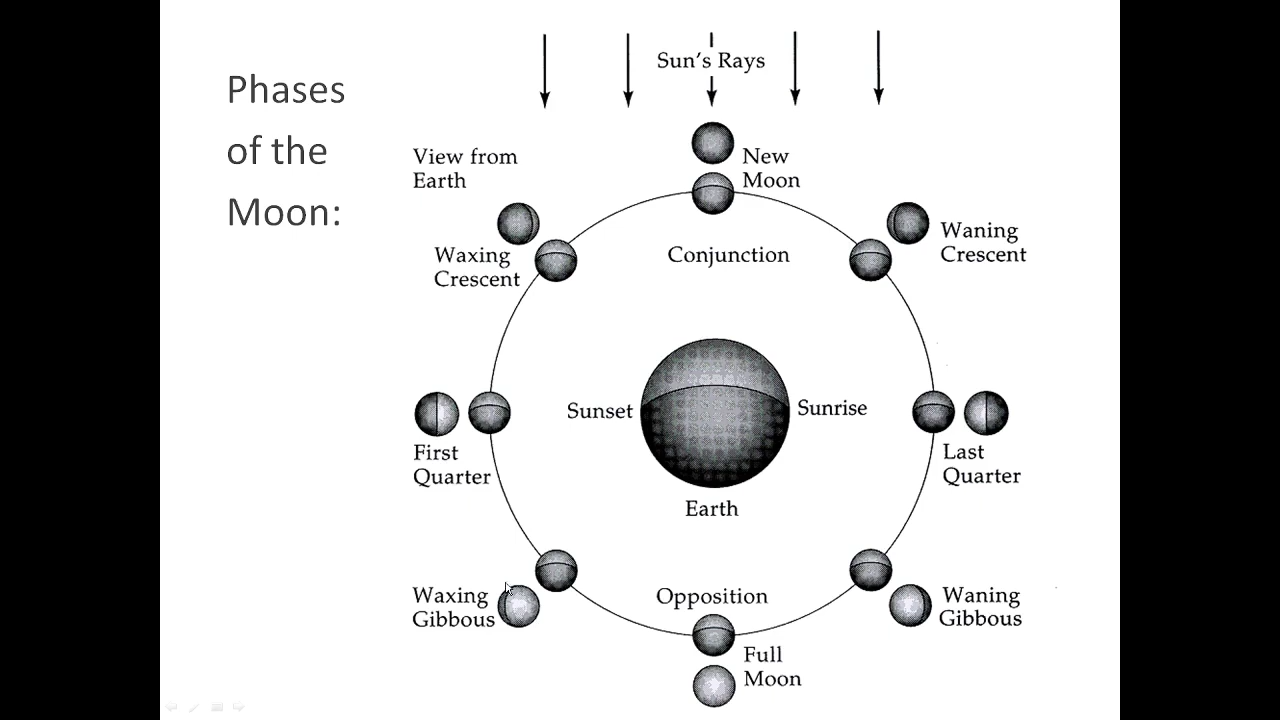 Phases
of the
Moon:
Sun's Rays
View from
Earth
New
Moon
Waxing
Crescent
Conjunction
Waning
Crescent
Sunset
Sunrise
First
Quarter
Last
Quarter
Earth
Waxing
Gibbous
Opposition
Waning
Gibbous
Full
Moon